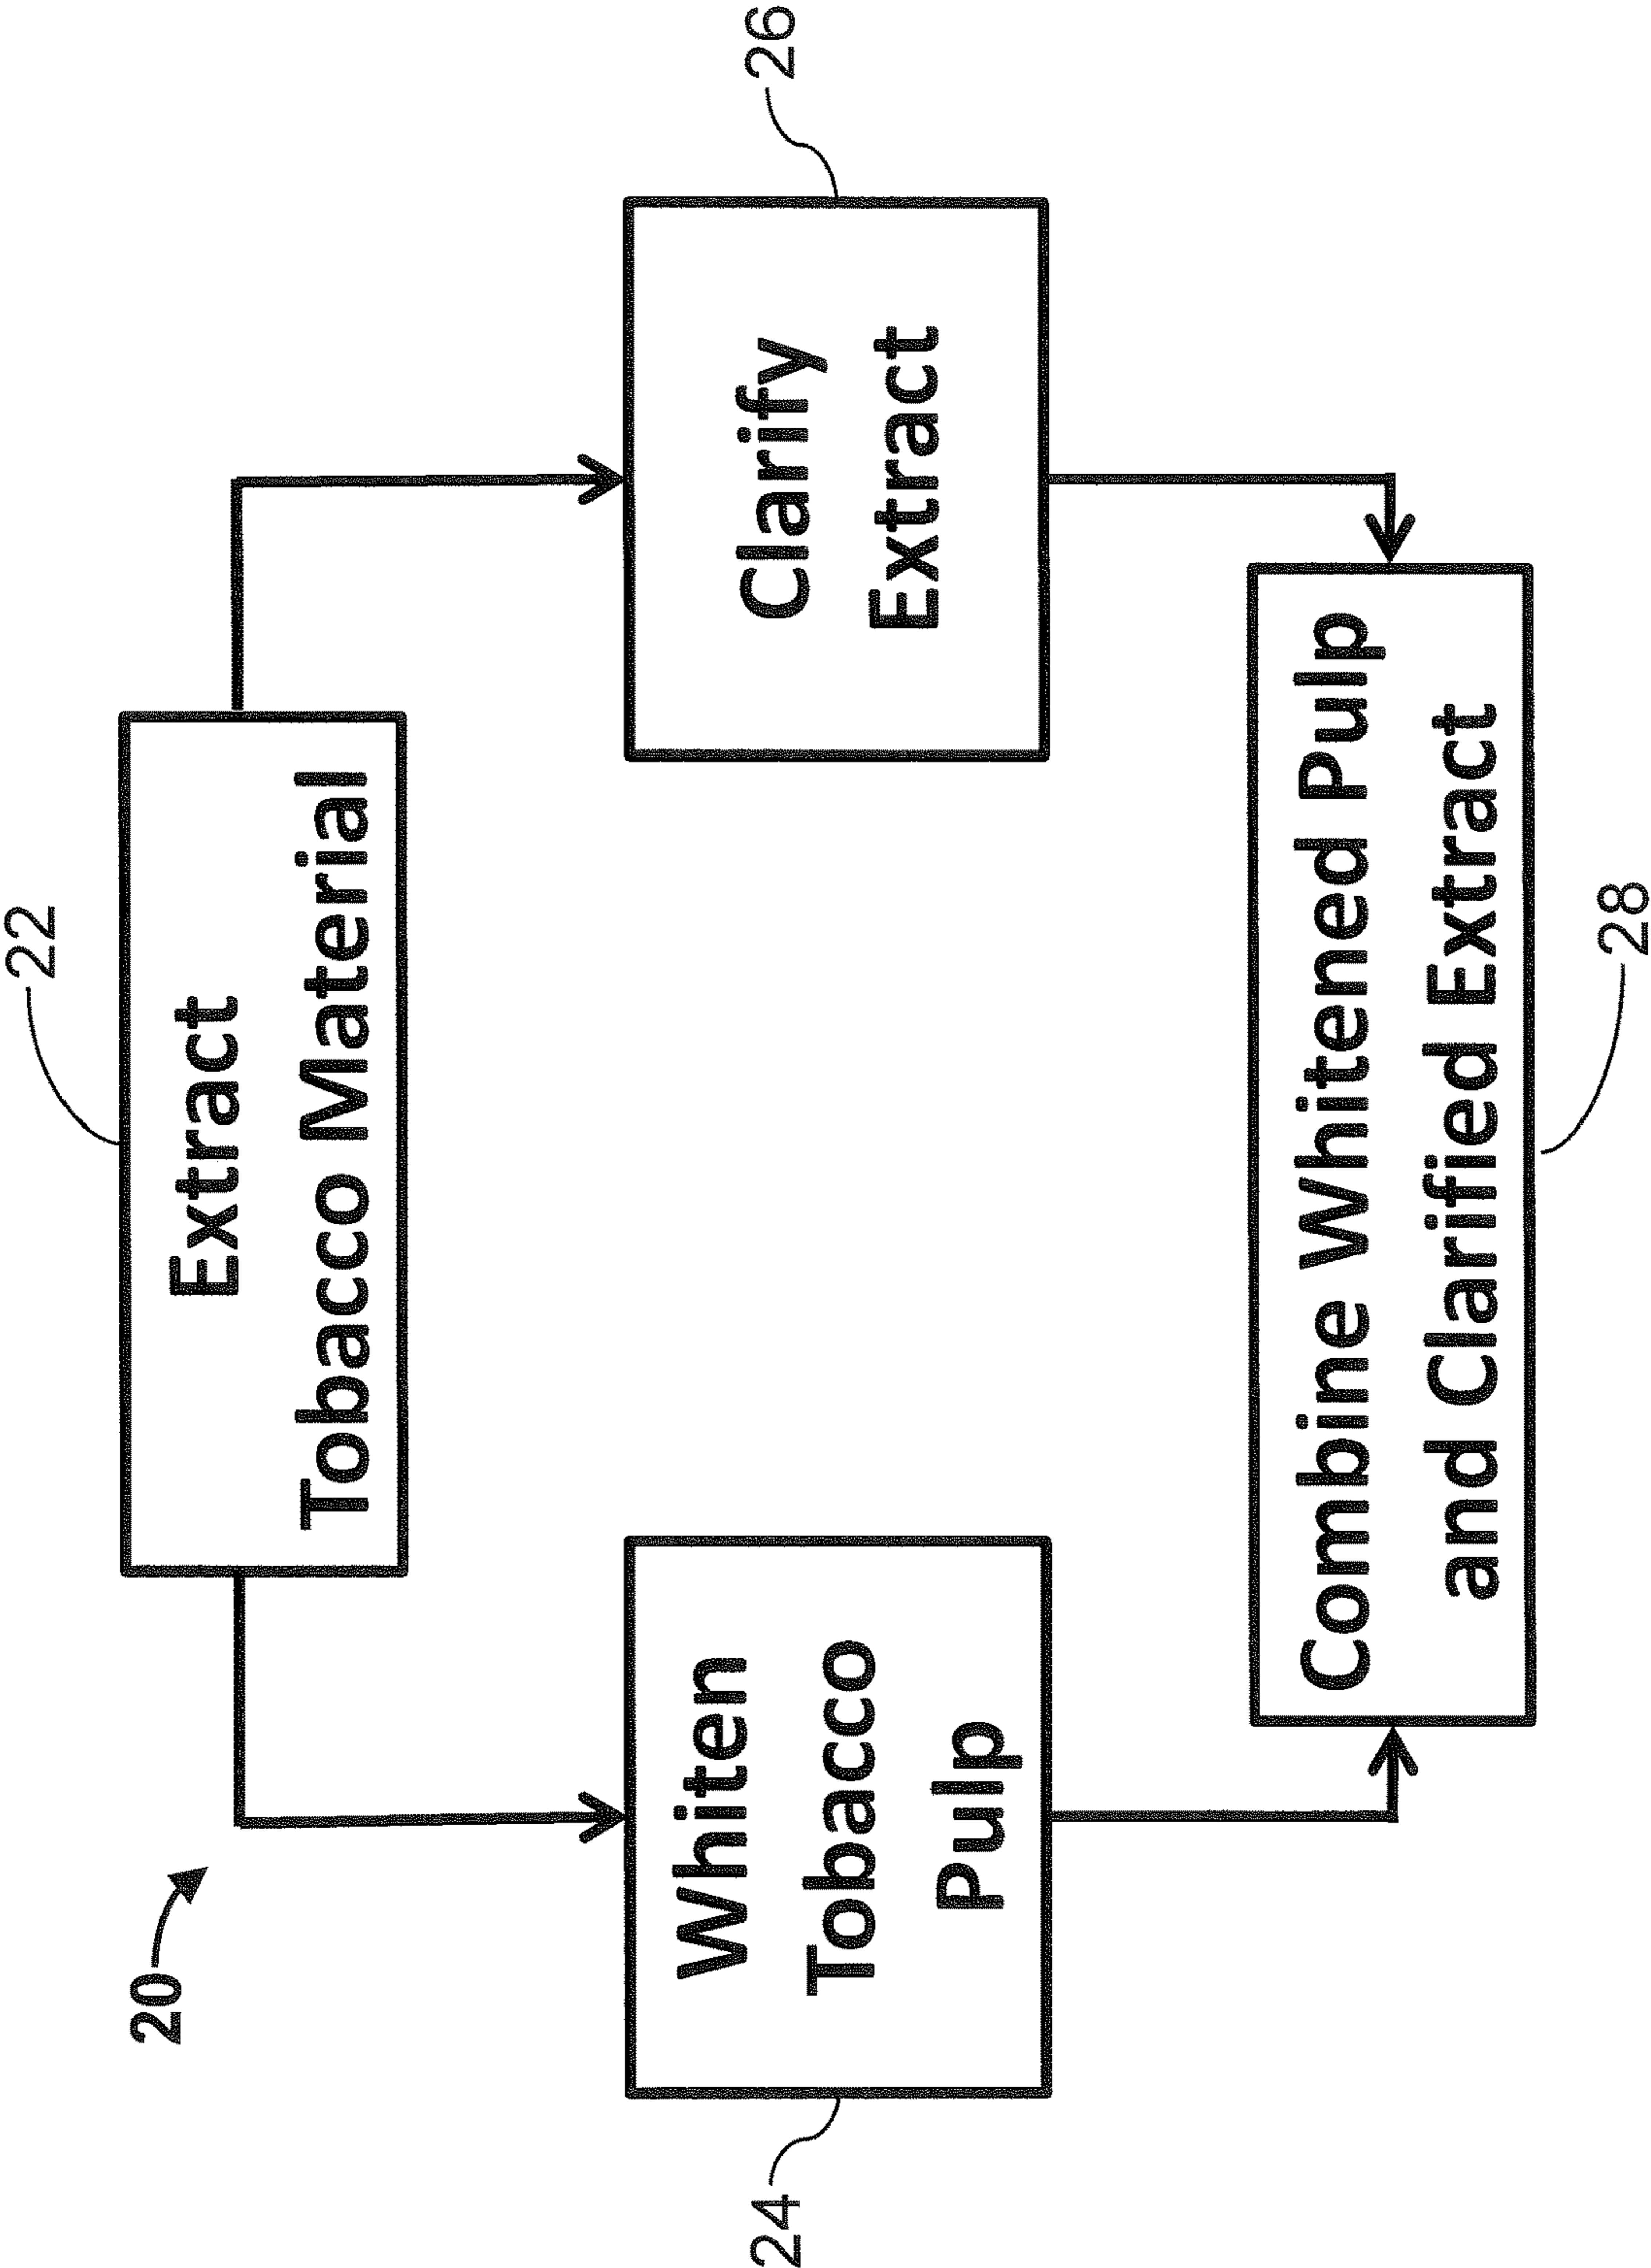 20
22
Extract
Tobacco Material
24
Whiten
Tobacco
Pulp
26
Clarify
Extract
Combine Whitened Pulp
and Clarified Extract
28